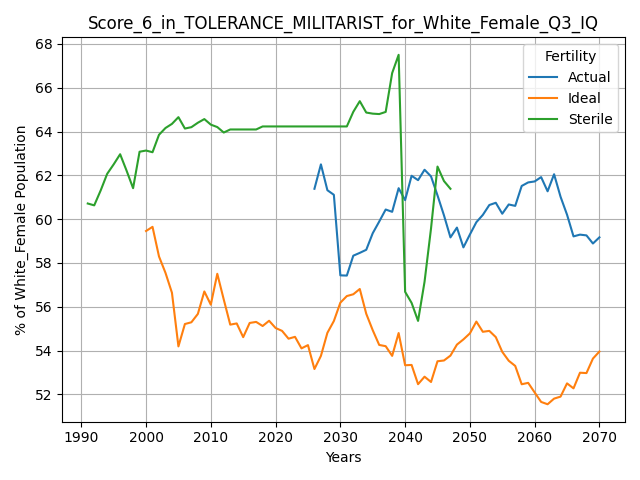 Score_6_in_TOLERANCE_MILITARIST_for_White_Female_Q3_IQ
Fertility
Actual
Ideal
Sterile
% of White_Female Population
68
66
64
62
60
58
56
54
52
1990
2000
2010
2020
2030
2040
2050
2060
2070
Years